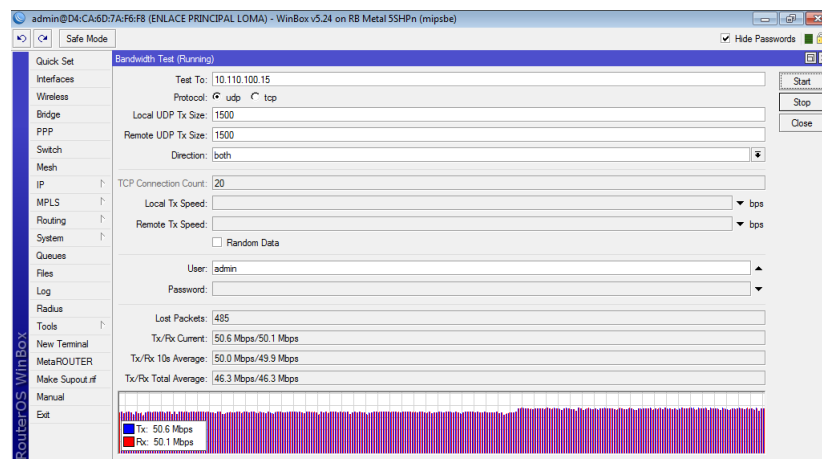 admin@D4:CA:6D:7A:F6:F8 (ENLACE PRINCIPAL LOMA) - WinBox v5.24 on RB Metal 5SHPn (mipsbe)
Safe Mode
Hide Passwords
Quick Set
Interfaces
Wireless
Bridge
PPP
Switch
Mesh
IP
MPLS
Routing
System
Queues
Files
Log
Radius
Tools
New Terminal
MetaROUTER
Make Supout.rif
Manual
Exit
RouterOS WinBox
Bandwidth Test (Running)
Test To: 10.110.100.15
Protocol: udp tcp
Local UDP Tx Size: 1500
Remote UDP Tx Size: 1500
Direction: both
TCP Connection Count: 20
Local Tx Speed: bps
Remote Tx Speed: bps
Random Data
User: admin
Password:
Lost Packets: 485
Tx/Rx Current: 50.6 Mbps/50.1 Mbps
Tx/Rx 10s Average: 50.0 Mbps/49.9 Mbps
Tx/Rx Total Average: 46.3 Mbps/46.3 Mbps
Tx: 50.6 Mbps
Rx: 50.1 Mbps
Start
Stop
Close